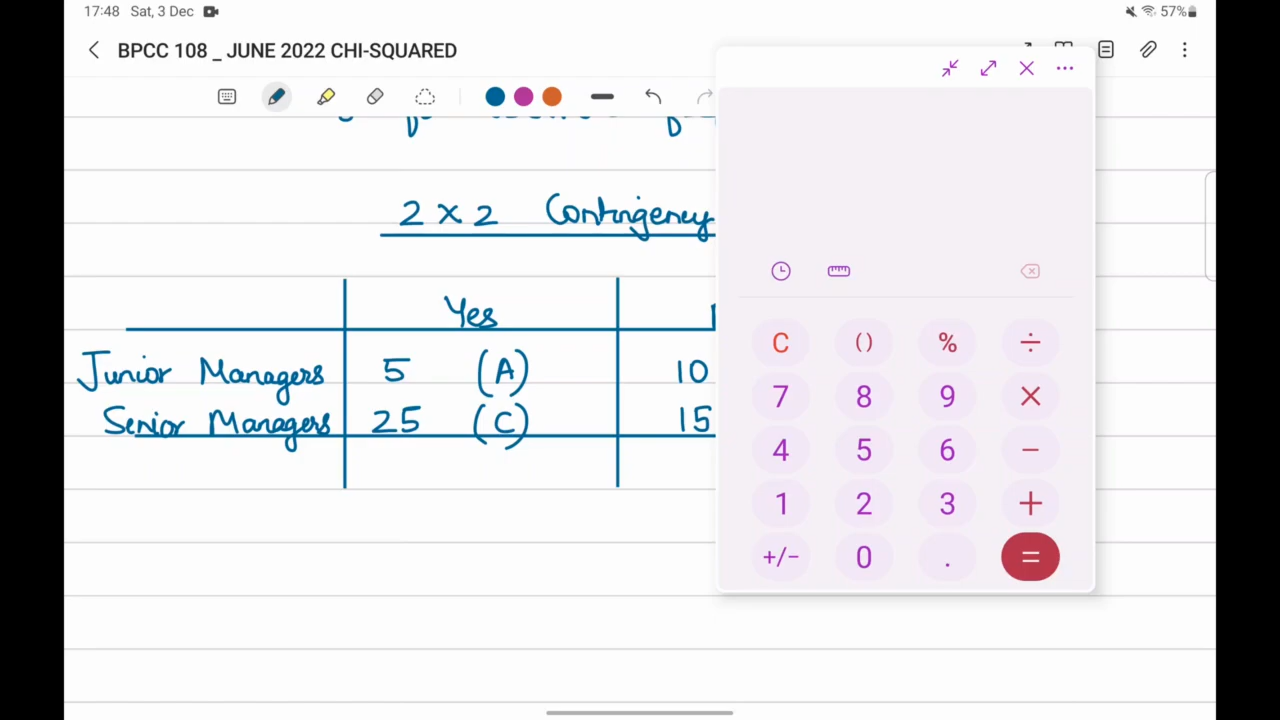 17:48 Sat, 3 Dec 57%
BPCC 108 _ JUNE 2022 CHI-SQUARED
2 x 2 Contingency
Yes
Junior Managers 5 (A) 10
Senior Managers 25 (C) 15
C () % ÷
7 8 9 ×
4 5 6 −
1 2 3 +
+/− 0 . =